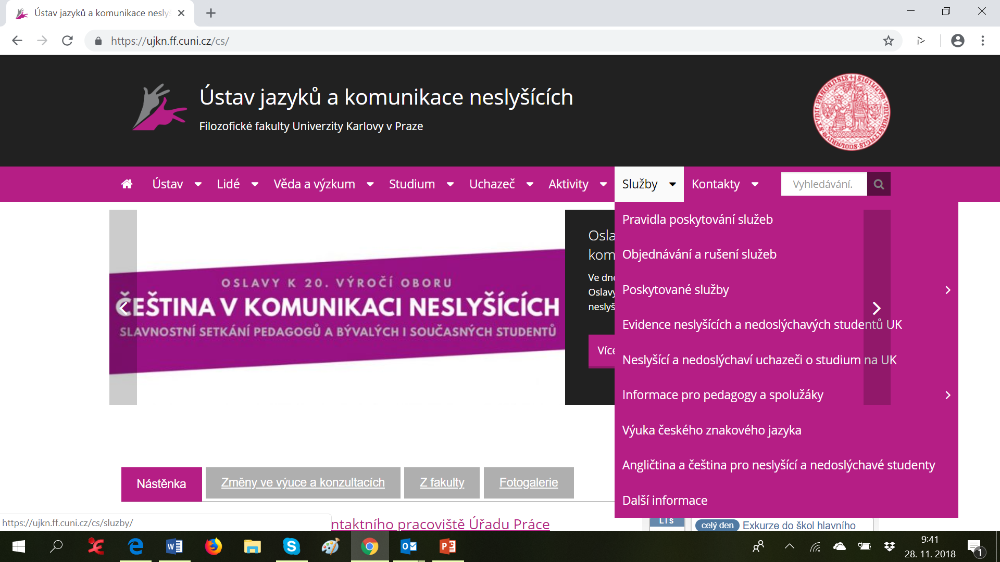 Ústav jazyků a komunikace nesly
https://ujkn.ff.cuni.cz/cs/
Ústav jazyků a komunikace neslyšících
Filozofické fakulty Univerzity Karlovy v Praze
Ústav Lidé Věda a výzkum Studium Uchazeč Aktivity Služby Kontakty Vyhledávání.
Pravidla poskytování služeb
Objednávání a rušení služeb
Poskytované služby
Evidence neslyšících a nedoslýchavých studentů UK
Neslyšící a nedoslýchaví uchazeči o studium na UK
Informace pro pedagogy a spolužáky
Výuka českého znakového jazyka
Angličtina a čeština pro neslyšící a nedoslýchavé studenty
Další informace
OSLAVY K 20. VÝROČÍ OBORU
ČEŠTINA V KOMUNIKACI NESLYŠÍCÍCH
SLAVNOSTNÍ SETKÁNÍ PEDAGOGŮ A BÝVALÝCH I SOUČASNÝCH STUDENTŮ
Osla
kom
Ve dne
Oslavy
neslyš
Více
Nástěnka Změny ve výuce a konzultacích Z fakulty Fotogalerie
ntaktního pracoviště Úřadu Práce
LIS
celý den Exkurze do škol hlavního
https://ujkn.ff.cuni.cz/cs/sluzby/
9:41
28. 11. 2018
1